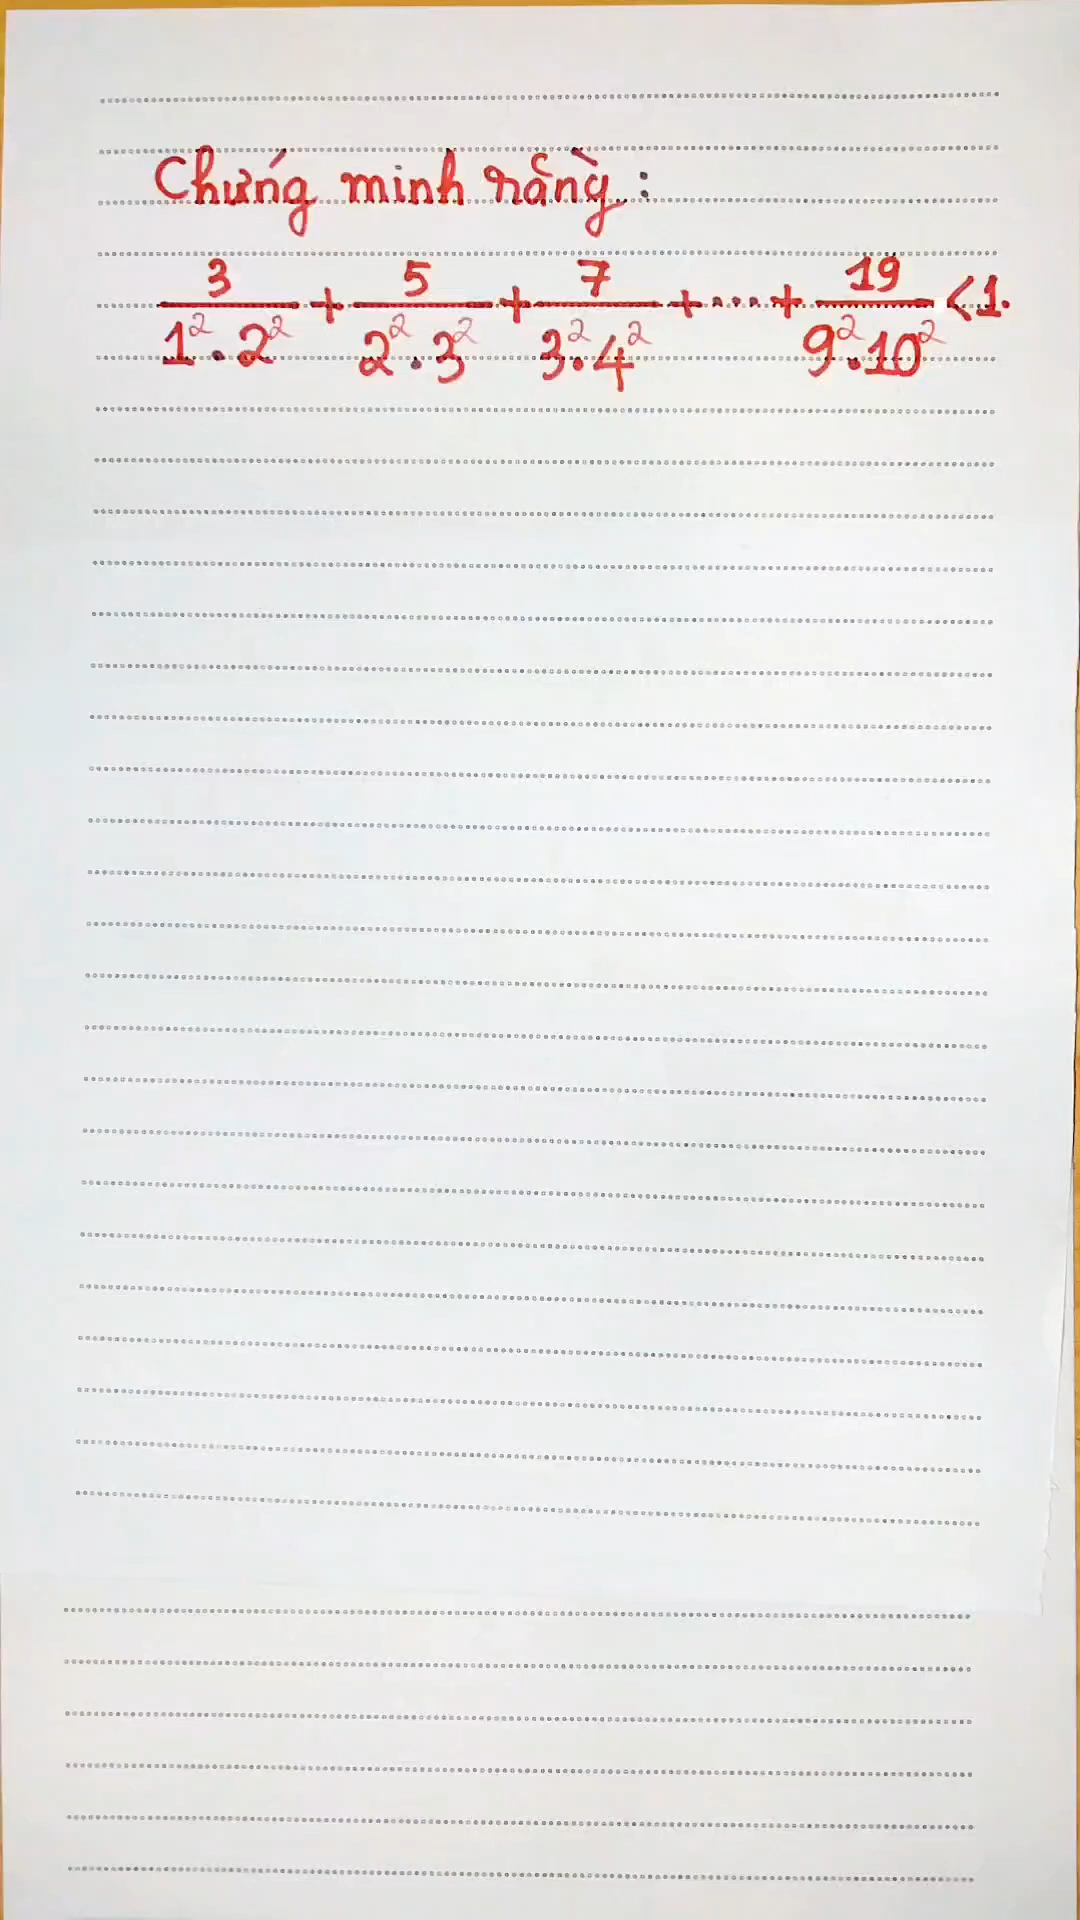 Chứng minh rằng:
3/(1²·2²) + 5/(2²·3²) + 7/(3²·4²) + ... + 19/(9²·10²) < 1.